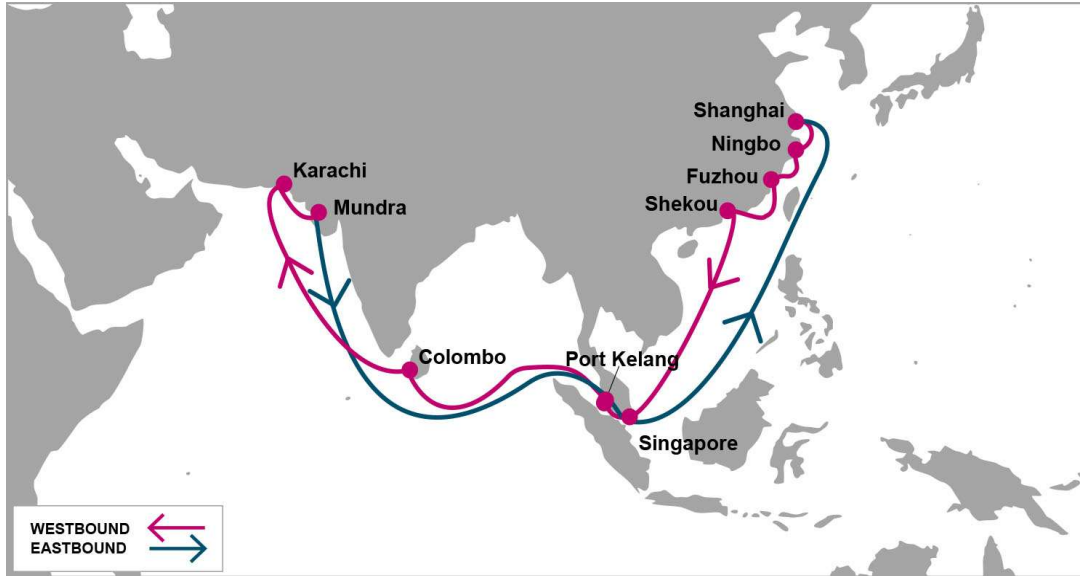 Shanghai
Ningbo
Karachi
Fuzhou
Mundra
Shekou
Colombo
Port Kelang
Singapore
WESTBOUND
EASTBOUND